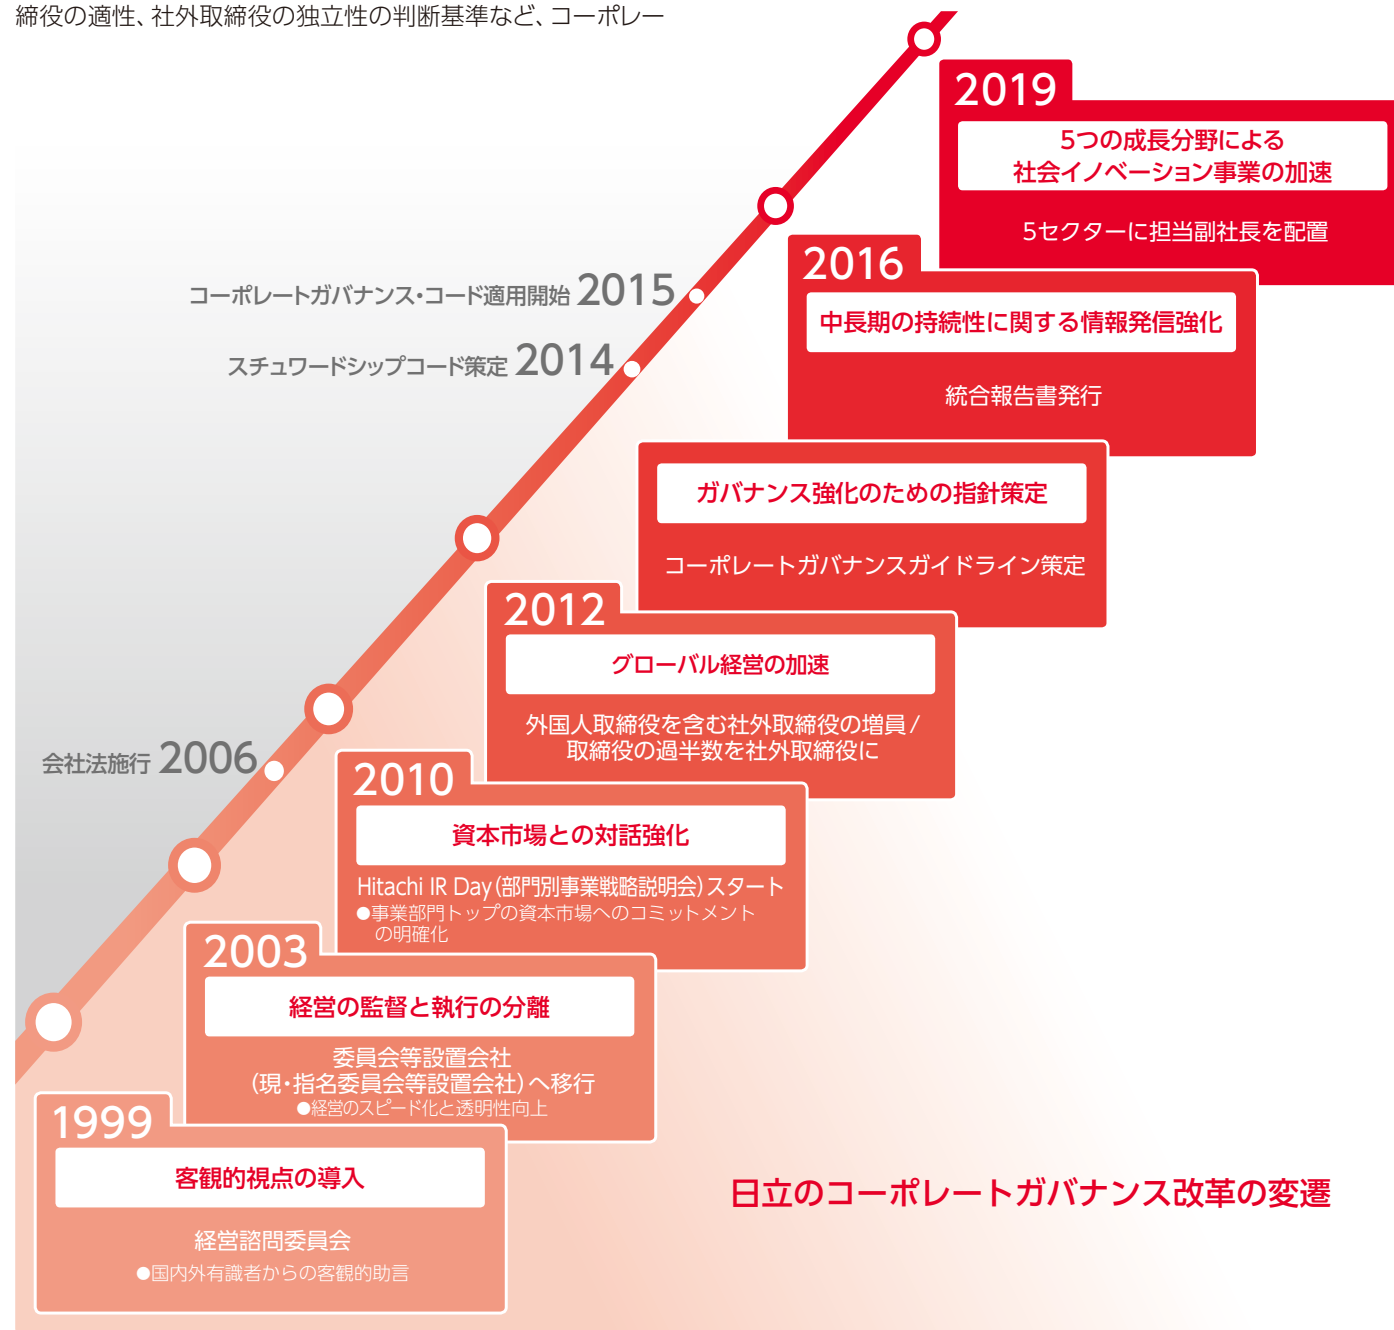 締役の適性、社外取締役の独立性の判断基準など、コーポレー
2019
5つの成長分野による
社会イノベーション事業の加速
5セクターに担当副社長を配置
2016
中長期の持続性に関する情報発信強化
統合報告書発行
コーポレートガバナンス・コード適用開始 2015
スチュワードシップコード策定 2014
ガバナンス強化のための指針策定
コーポレートガバナンスガイドライン策定
2012
グローバル経営の加速
外国人取締役を含む社外取締役の増員/
取締役の過半数を社外取締役に
会社法施行 2006
2010
資本市場との対話強化
Hitachi IR Day(部門別事業戦略説明会)スタート
●事業部門トップの資本市場へのコミットメント
の明確化
2003
経営の監督と執行の分離
委員会等設置会社
(現・指名委員会等設置会社)へ移行
●経営のスピード化と透明性向上
1999
客観的視点の導入
経営諮問委員会
●国内外有識者からの客観的助言
日立のコーポレートガバナンス改革の変遷